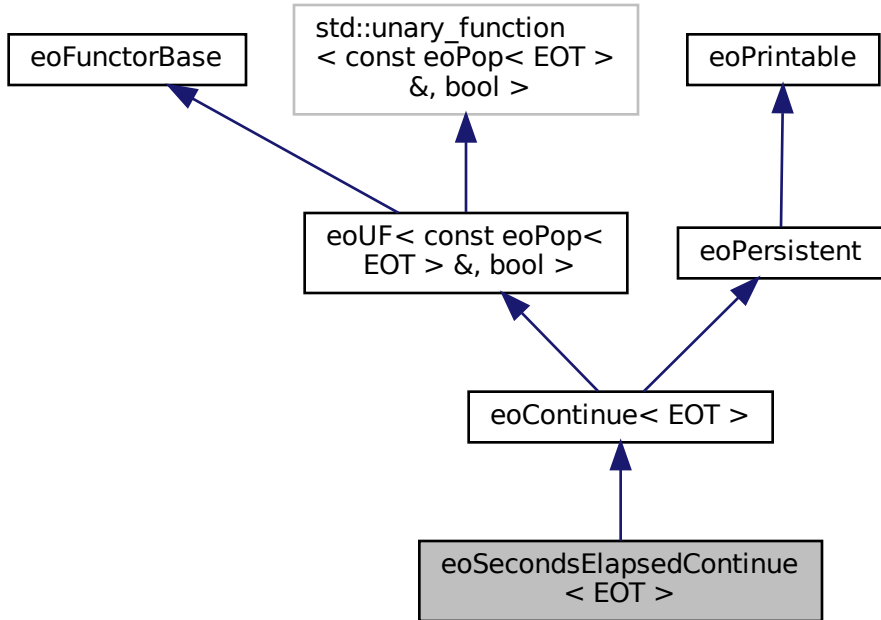 std::unary_function
< const eoPop< EOT >
&, bool >
eoFunctorBase
eoPrintable
eoUF< const eoPop<
EOT > &, bool >
eoPersistent
eoContinue< EOT >
eoSecondsElapsedContinue
< EOT >